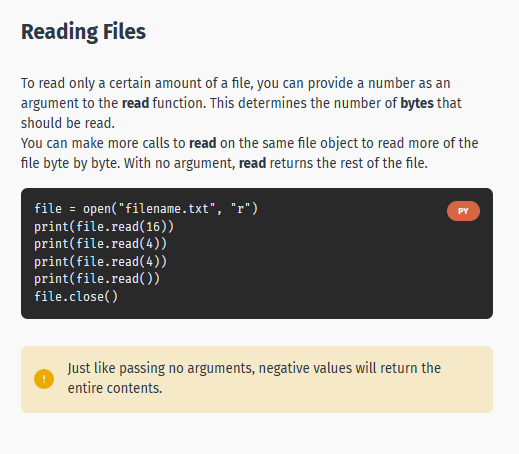 Reading Files
To read only a certain amount of a file, you can provide a number as an
argument to the read function. This determines the number of bytes that
should be read.
You can make more calls to read on the same file object to read more of the
file byte by byte. With no argument, read returns the rest of the file.
file = open("filename.txt", "r")
PY
print(file.read(16))
print(file.read(4))
print(file.read(4))
print(file.read())
file.close()
!
Just like passing no arguments, negative values will return the
entire contents.